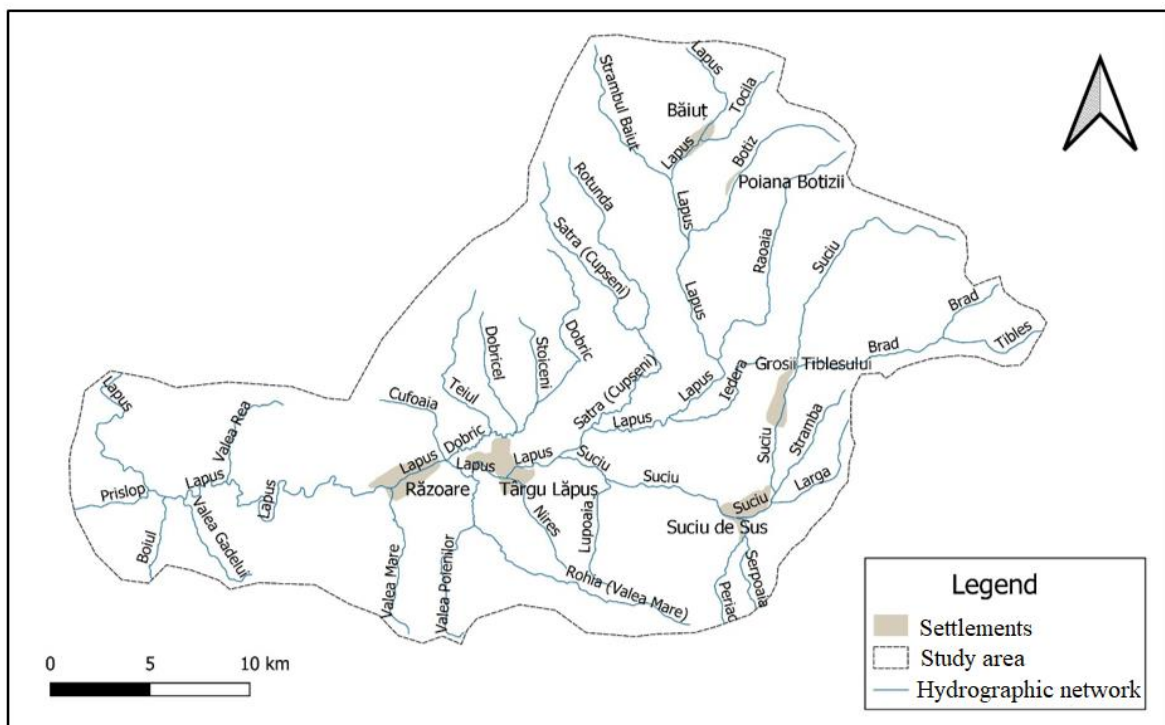 Lapus
Strambul Baiut
Băiuț
Tocila
Lapus
Botiz
Poiana Botizii
Rotunda
Lapus
Satra (Cupseni)
Raoaia
Suciu
Lapus
Brad
Tibles
Brad
Dobricel
Stoiceni
Dobric
Grosii Tiblesului
Iedera
Lapus
Teiul
Cufoaia
Lapus
Satra (Cupseni)
Lapus
Stramba
Suciu
Valea Rea
Dobric
Lapus
Lapus
Lapus
Suciu
Suciu
Larga
Lapus
Prislop
Lapus
Răzoare
Târgu Lăpuș
Suciu
Suciu de Sus
Boiul
Valea Gadelui
Nires
Lupoaia
Valea Mare
Valea Polenilor
Rohia (Valea Mare)
Periac
Serpoaia
Legend
Settlements
Study area
Hydrographic network
0 5 10 km